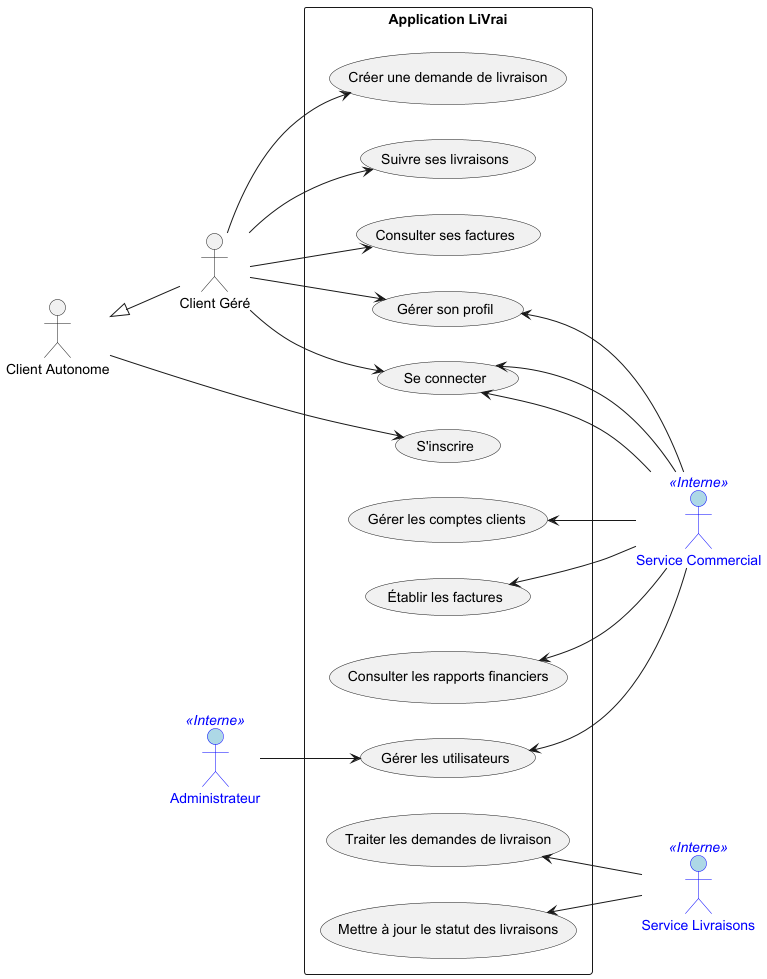 Application LiVrai
Créer une demande de livraison
Suivre ses livraisons
Consulter ses factures
Client Géré
Gérer son profil
Client Autonome
Se connecter
S'inscrire
«Interne»
Gérer les comptes clients
Service Commercial
Établir les factures
Consulter les rapports financiers
«Interne»
Gérer les utilisateurs
Administrateur
Traiter les demandes de livraison
«Interne»
Mettre à jour le statut des livraisons
Service Livraisons